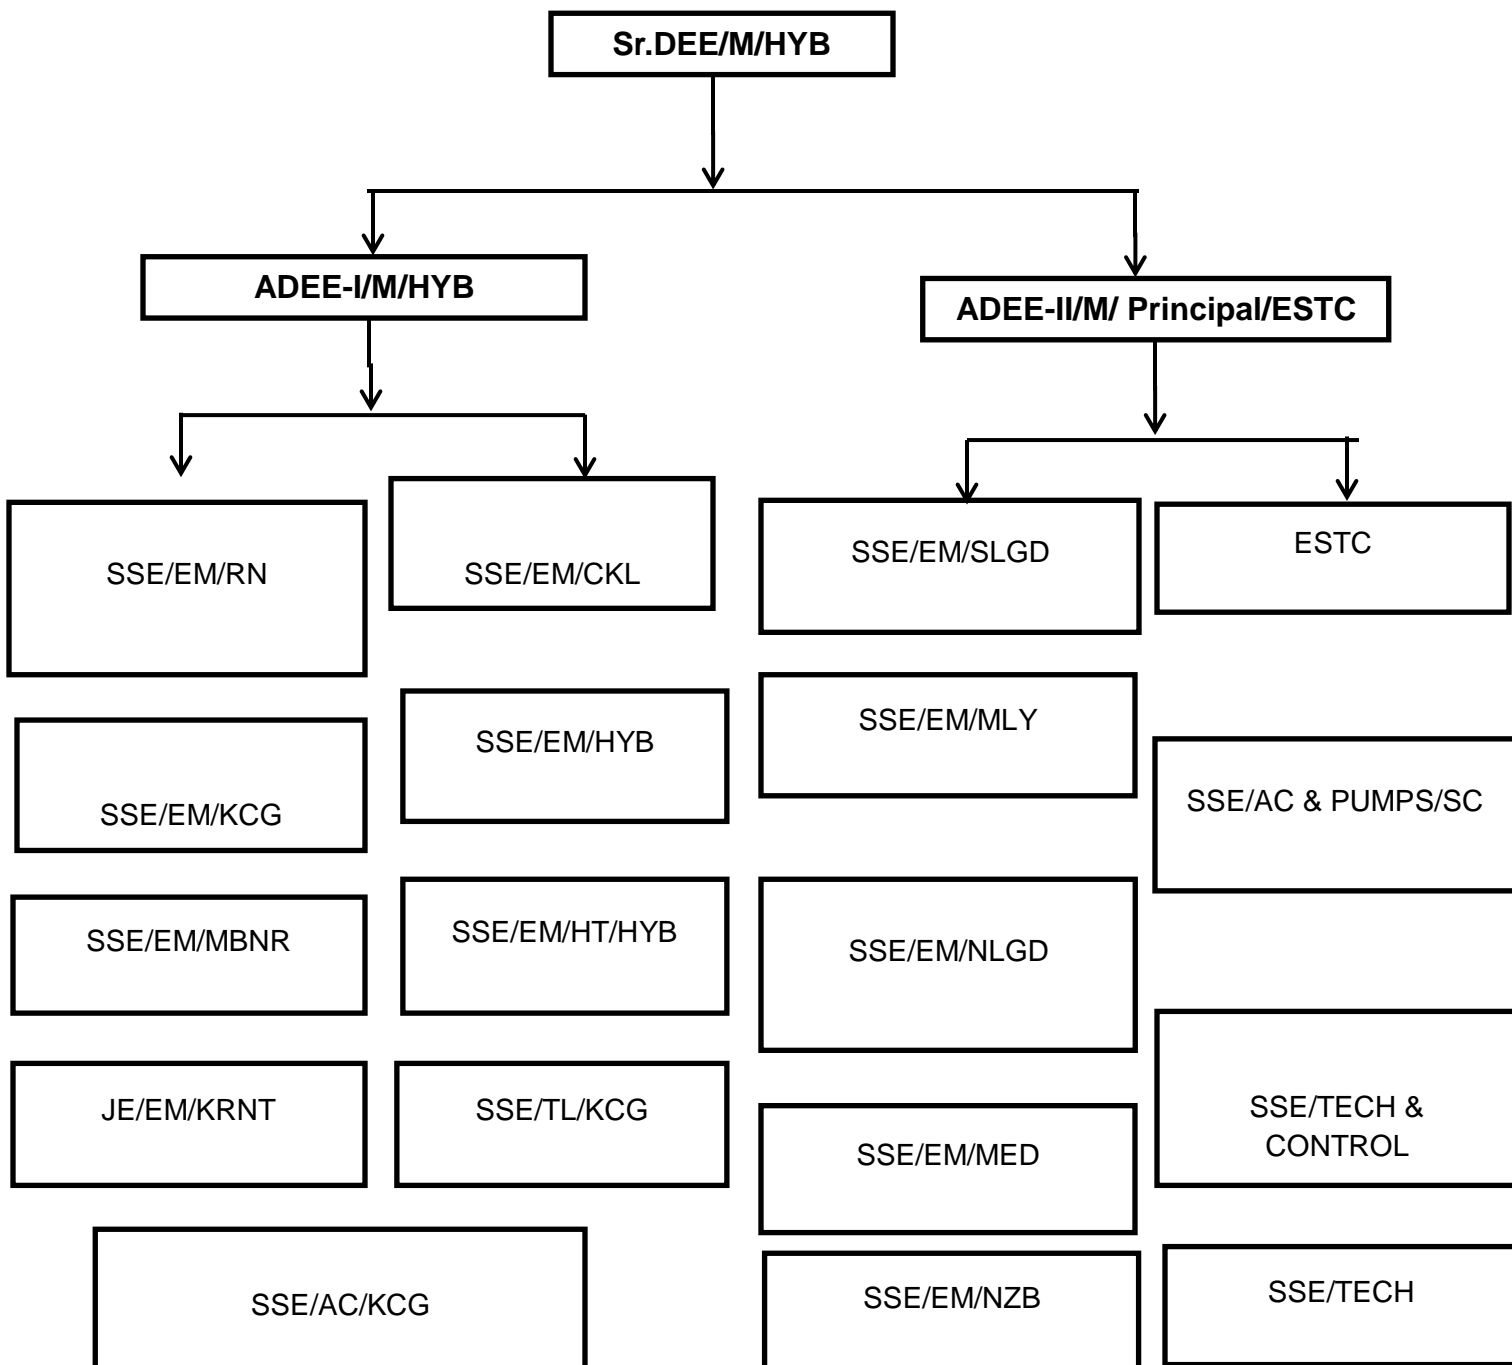 Sr.DEE/M/HYB
ADEE-I/M/HYB
ADEE-II/M/ Principal/ESTC
SSE/EM/RN
SSE/EM/CKL
SSE/EM/SLGD
ESTC
SSE/EM/KCG
SSE/EM/HYB
SSE/EM/MLY
SSE/AC & PUMPS/SC
SSE/EM/MBNR
SSE/EM/HT/HYB
SSE/EM/NLGD
SSE/TECH &
CONTROL
JE/EM/KRNT
SSE/TL/KCG
SSE/EM/MED
SSE/AC/KCG
SSE/EM/NZB
SSE/TECH